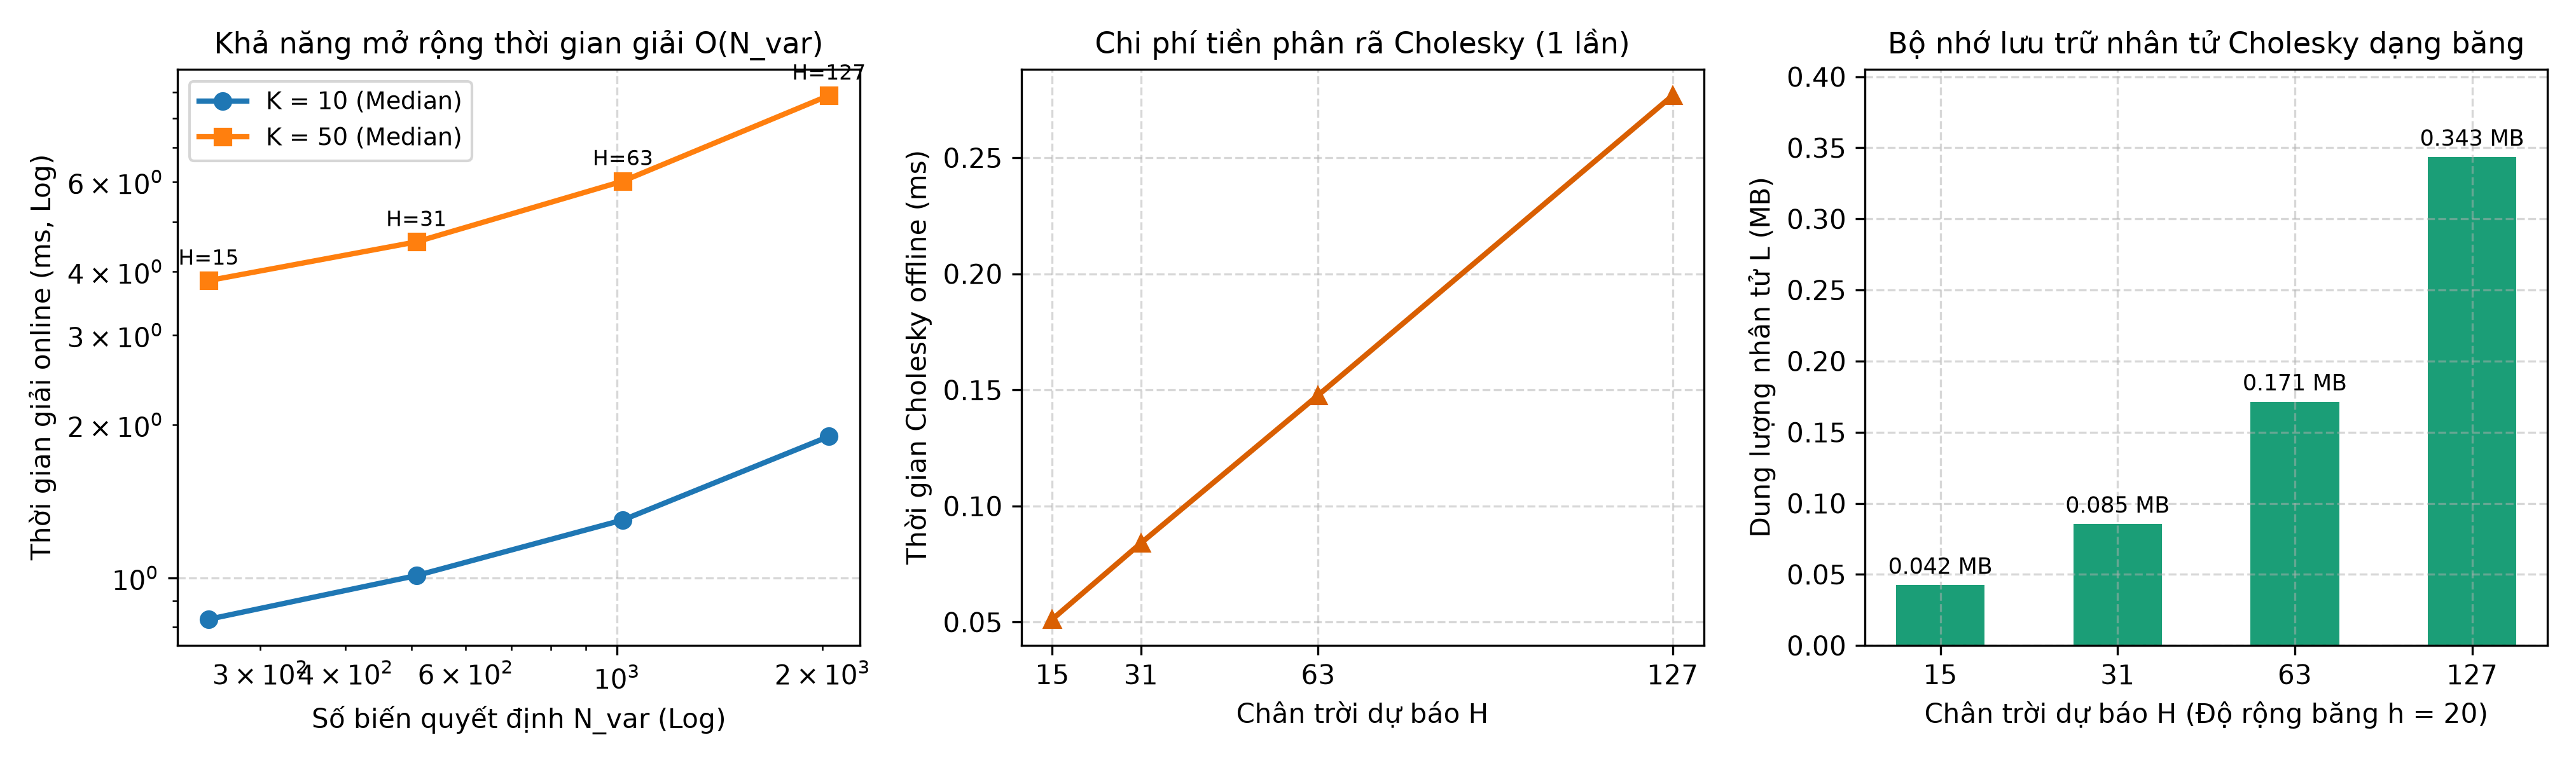 Khả năng mở rộng thời gian giải O(N_var)
K = 10 (Median)
K = 50 (Median)
H=15
H=31
H=63
H=127
Thời gian giải online (ms, Log)
6 × 10⁰
4 × 10⁰
3 × 10⁰
2 × 10⁰
10⁰
3 × 10²
4 × 10²
6 × 10²
10³
2 × 10³
Số biến quyết định N_var (Log)
Chi phí tiền phân rã Cholesky (1 lần)
Thời gian Cholesky offline (ms)
0.25
0.20
0.15
0.10
0.05
15
31
63
127
Chân trời dự báo H
Bộ nhớ lưu trữ nhân tử Cholesky dạng băng
Dung lượng nhân tử L (MB)
0.40
0.35
0.30
0.25
0.20
0.15
0.10
0.05
0.00
0.042 MB
0.085 MB
0.171 MB
0.343 MB
15
31
63
127
Chân trời dự báo H (Độ rộng băng h = 20)